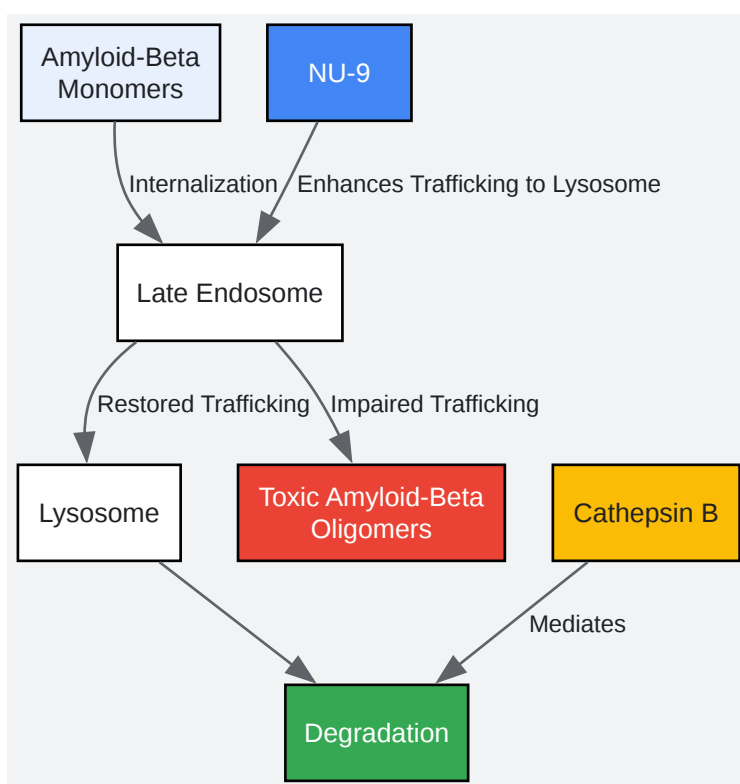 Amyloid-Beta
Monomers
NU-9
Internalization
Enhances Trafficking to Lysosome
Late Endosome
Restored Trafficking
Impaired Trafficking
Lysosome
Toxic Amyloid-Beta
Oligomers
Cathepsin B
Mediates
Degradation